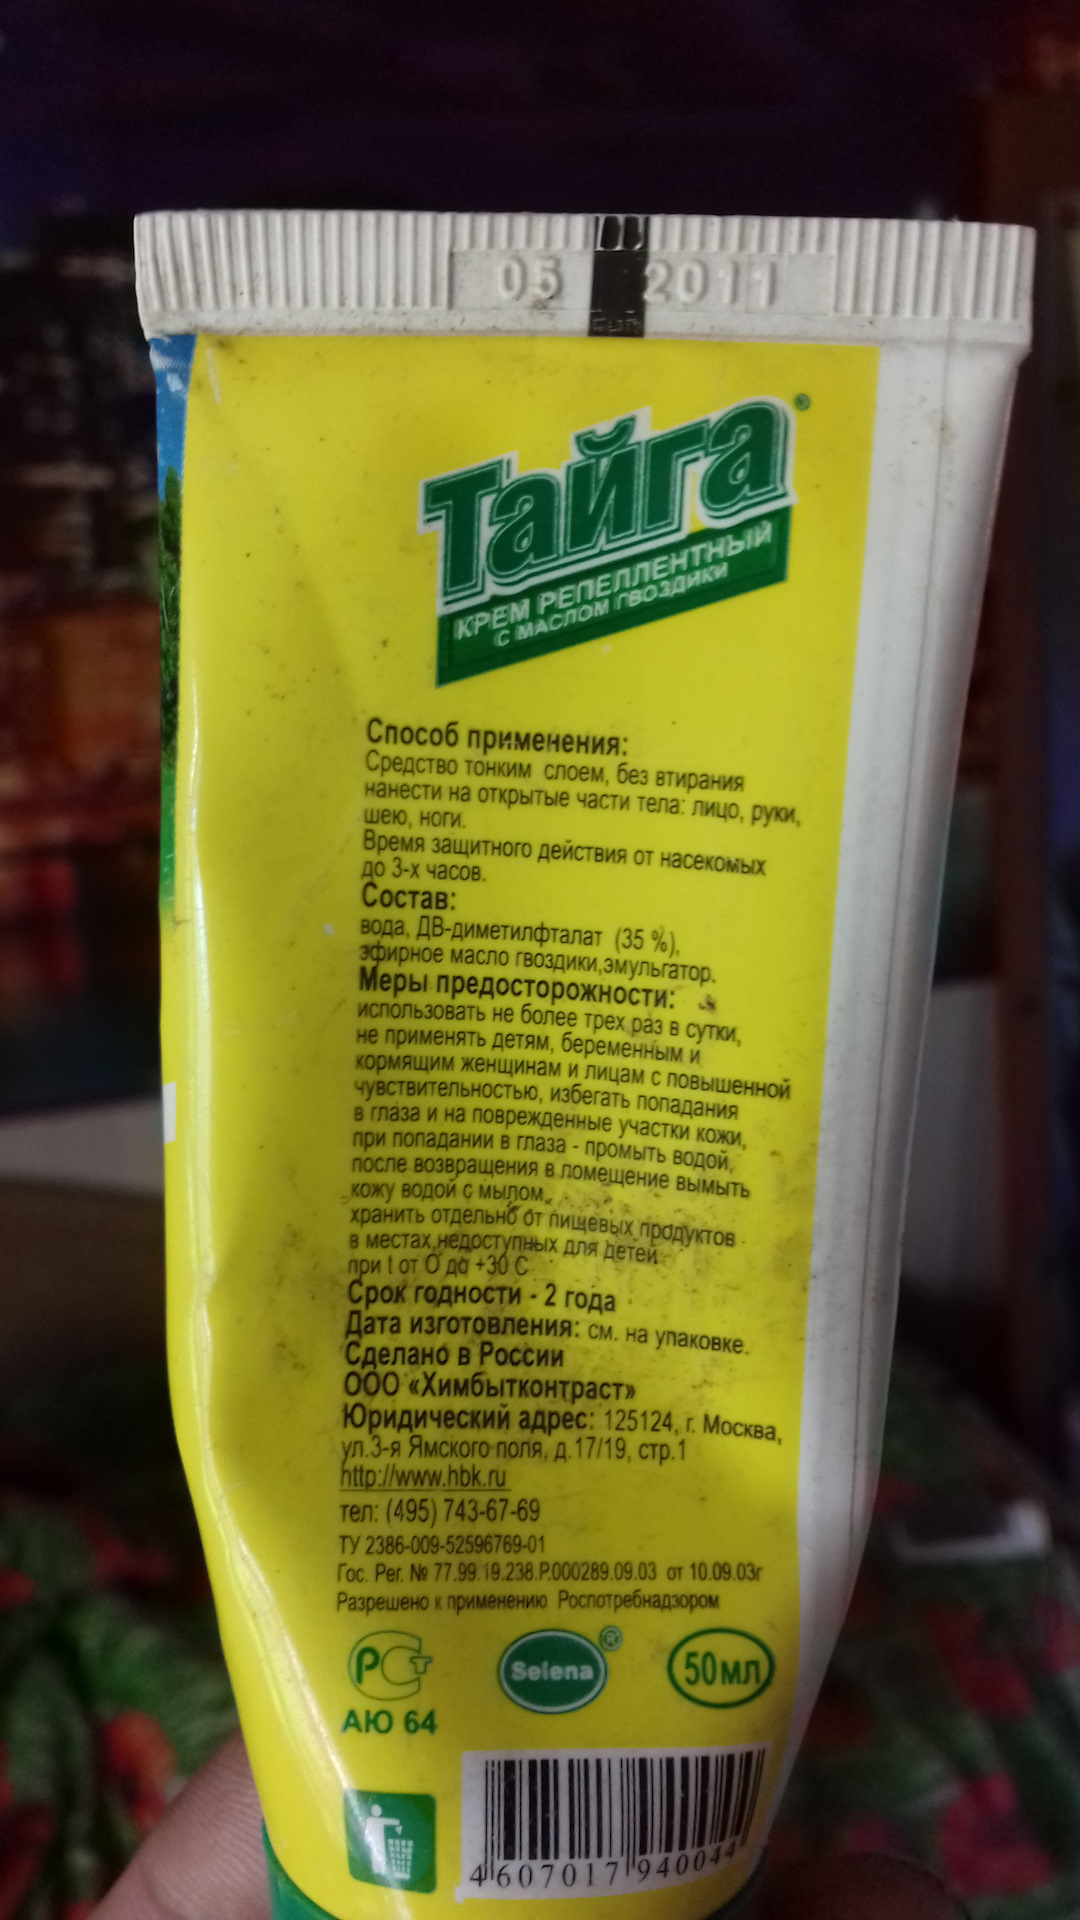 05 2011
Тайга®
КРЕМ РЕПЕЛЛЕНТНЫЙ
С МАСЛОМ ГВОЗДИКИ
Способ применения:
Средство тонким слоем, без втирания
нанести на открытые части тела: лицо, руки,
шею, ноги.
Время защитного действия от насекомых
до 3-х часов.
Состав:
вода, ДВ-диметилфталат (35 %),
эфирное масло гвоздики,эмульгатор.
Меры предосторожности:
использовать не более трех раз в сутки,
не применять детям, беременным и
кормящим женщинам и лицам с повышенной
чувствительностью, избегать попадания
в глаза и на поврежденные участки кожи,
при попадании в глаза - промыть водой,
после возвращения в помещение вымыть
кожу водой с мылом,
хранить отдельно от пищевых продуктов
в местах,недоступных для детей
при t от О до +30 С
Срок годности - 2 года
Дата изготовления: см. на упаковке.
Сделано в России
ООО «Химбытконтраст»
Юридический адрес: 125124, г. Москва,
ул.3-я Ямского поля, д.17/19, стр.1
http://www.hbk.ru
тел: (495) 743-67-69
ТУ 2386-009-52596769-01
Гос. Рег. № 77.99.19.238.Р.000289.09.03 от 10.09.03г
Разрешено к применению Роспотребнадзором
РСТ Selena® 50мл
АЮ 64
4 607017 940044